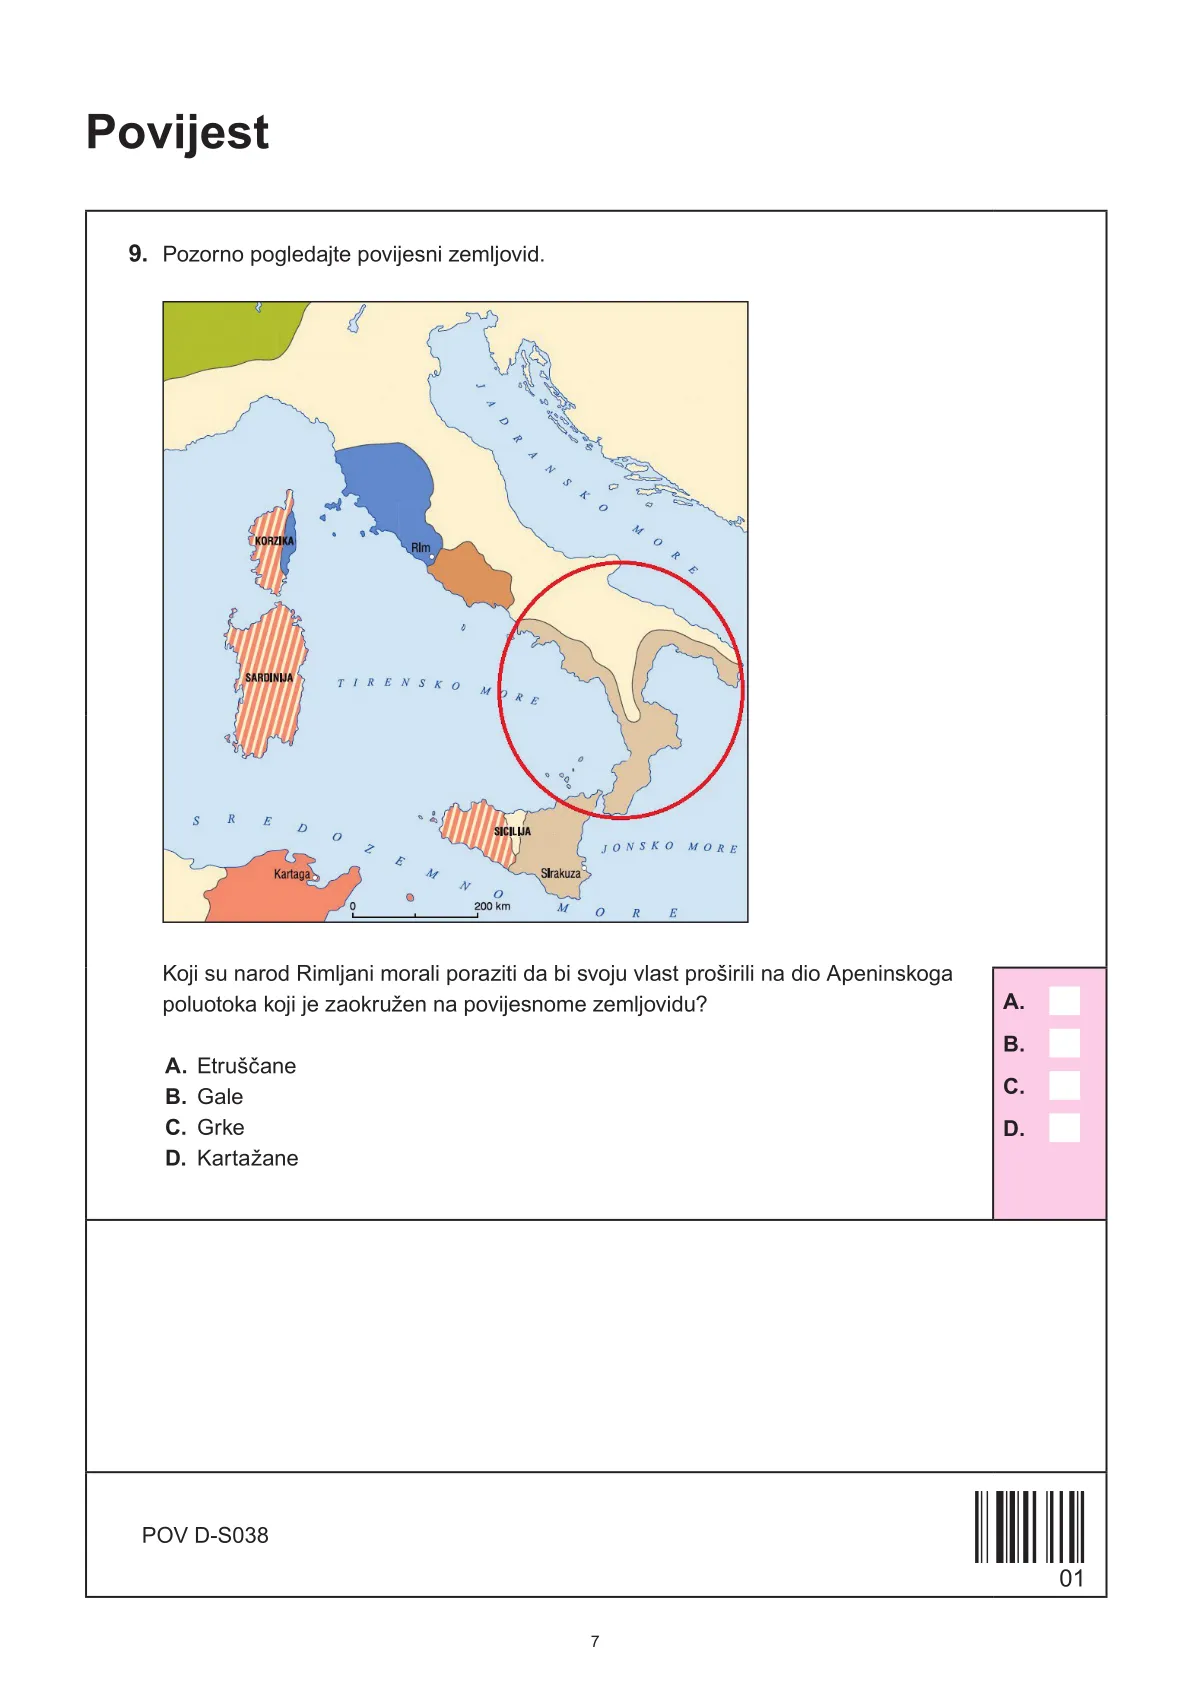 Povijest
9. Pozorno pogledajte povijesni zemljovid.
JADRANSKO MORE
KORZIKA
Rim
SARDINIJA
TIRENSKO MORE
SREDOZEMNO MORE
SICILIJA
JONSKO MORE
Kartaga
Sirakuza
0 200 km
Koji su narod Rimljani morali poraziti da bi svoju vlast proširili na dio Apeninskoga
poluotoka koji je zaokružen na povijesnome zemljovidu?
A. Etruščane
B. Gale
C. Grke
D. Kartažane
A.
B.
C.
D.
POV D-S038
01
7